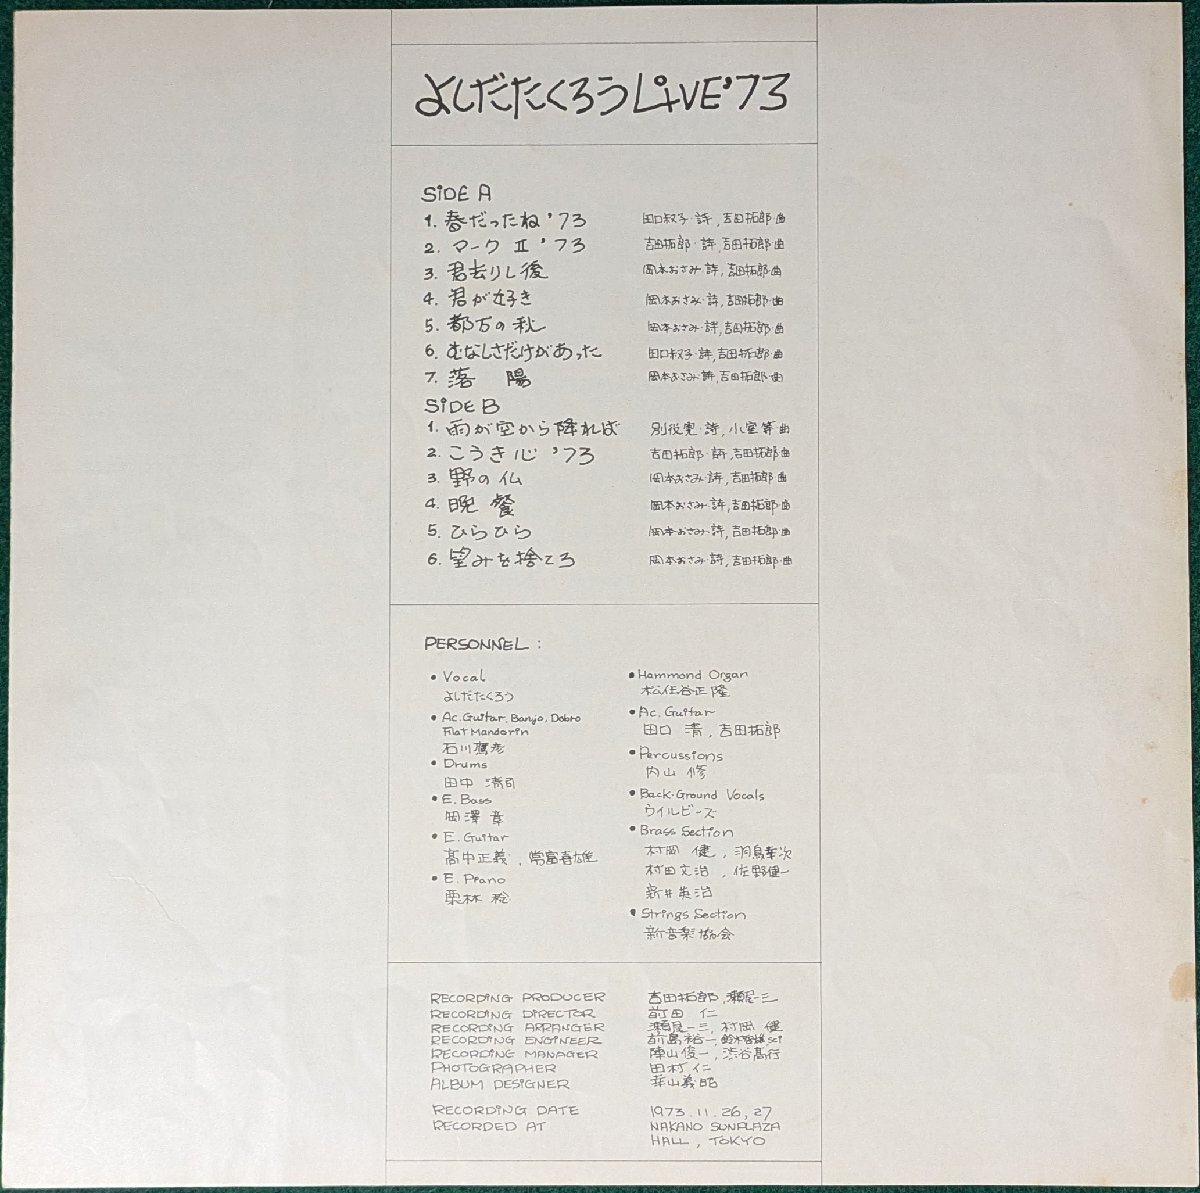 よしだたくろう LiVE '73
SiDE A
1. 春だったね '73 田口叔子・詩, 吉田拓郎・曲
2. マーク Ⅱ '73 吉田拓郎・詩, 吉田拓郎・曲
3. 君去りし後 岡本おさみ・詩, 吉田拓郎・曲
4. 君が好き 岡本おさみ・詩, 吉田拓郎・曲
5. 都万の秋 岡本おさみ・詩, 吉田拓郎・曲
6. むなしさだけがあった 田口叔子・詩, 吉田拓郎・曲
7. 落 陽 岡本おさみ・詩, 吉田拓郎・曲
SiDE B
1. 雨が空から降れば 別役寛・詩, 小室等・曲
2. こうき心 '73 吉田拓郎・詩, 吉田拓郎・曲
3. 野の仏 岡本おさみ・詩, 吉田拓郎・曲
4. 晩 餐 岡本おさみ・詩, 吉田拓郎・曲
5. ひらひら 岡本おさみ・詩, 吉田拓郎・曲
6. 望みを捨てろ 岡本おさみ・詩, 吉田拓郎・曲
PERSONNEL :
• Vocal
よしだたくろう
• Ac. Guitar, Banjo, Dobro
Flat Mandorin
石川鷹彦
• Drums
田中 清司
• E. Bass
岡澤 章
• E. Guitar
高中正義 , 常富喜雄
• E. Piano
栗林 稔
• Hammond Organ
松任谷正隆
• Ac. Guitar
田口 清 , 吉田拓郎
• Percussions
内山 修
• Back・Ground Vocals
ウイルビーズ
• Brass Section
村岡 健 , 羽鳥幸次
村田文治 , 佐野健一
新井英治
• Strings Section
新音楽協会
RECORDiNG PRODUCER 吉田拓郎, 瀬尾一三
RECORDiNG DiRECTOR 前田 仁
RECORDiNG ARRANGER 瀬尾一三, 村岡 健
RECORDiNG ENGiNEER 前島裕一,
RECORDiNG MANAGER 陣山俊一, 渋谷高行
PHOTOGRAPHER 田村仁
ALBUM DESiGNER 葉山義昭
RECORDiNG DATE 1973. 11. 26, 27
RECORDED AT NAKANO SUNPLAZA
HALL , TOKYO